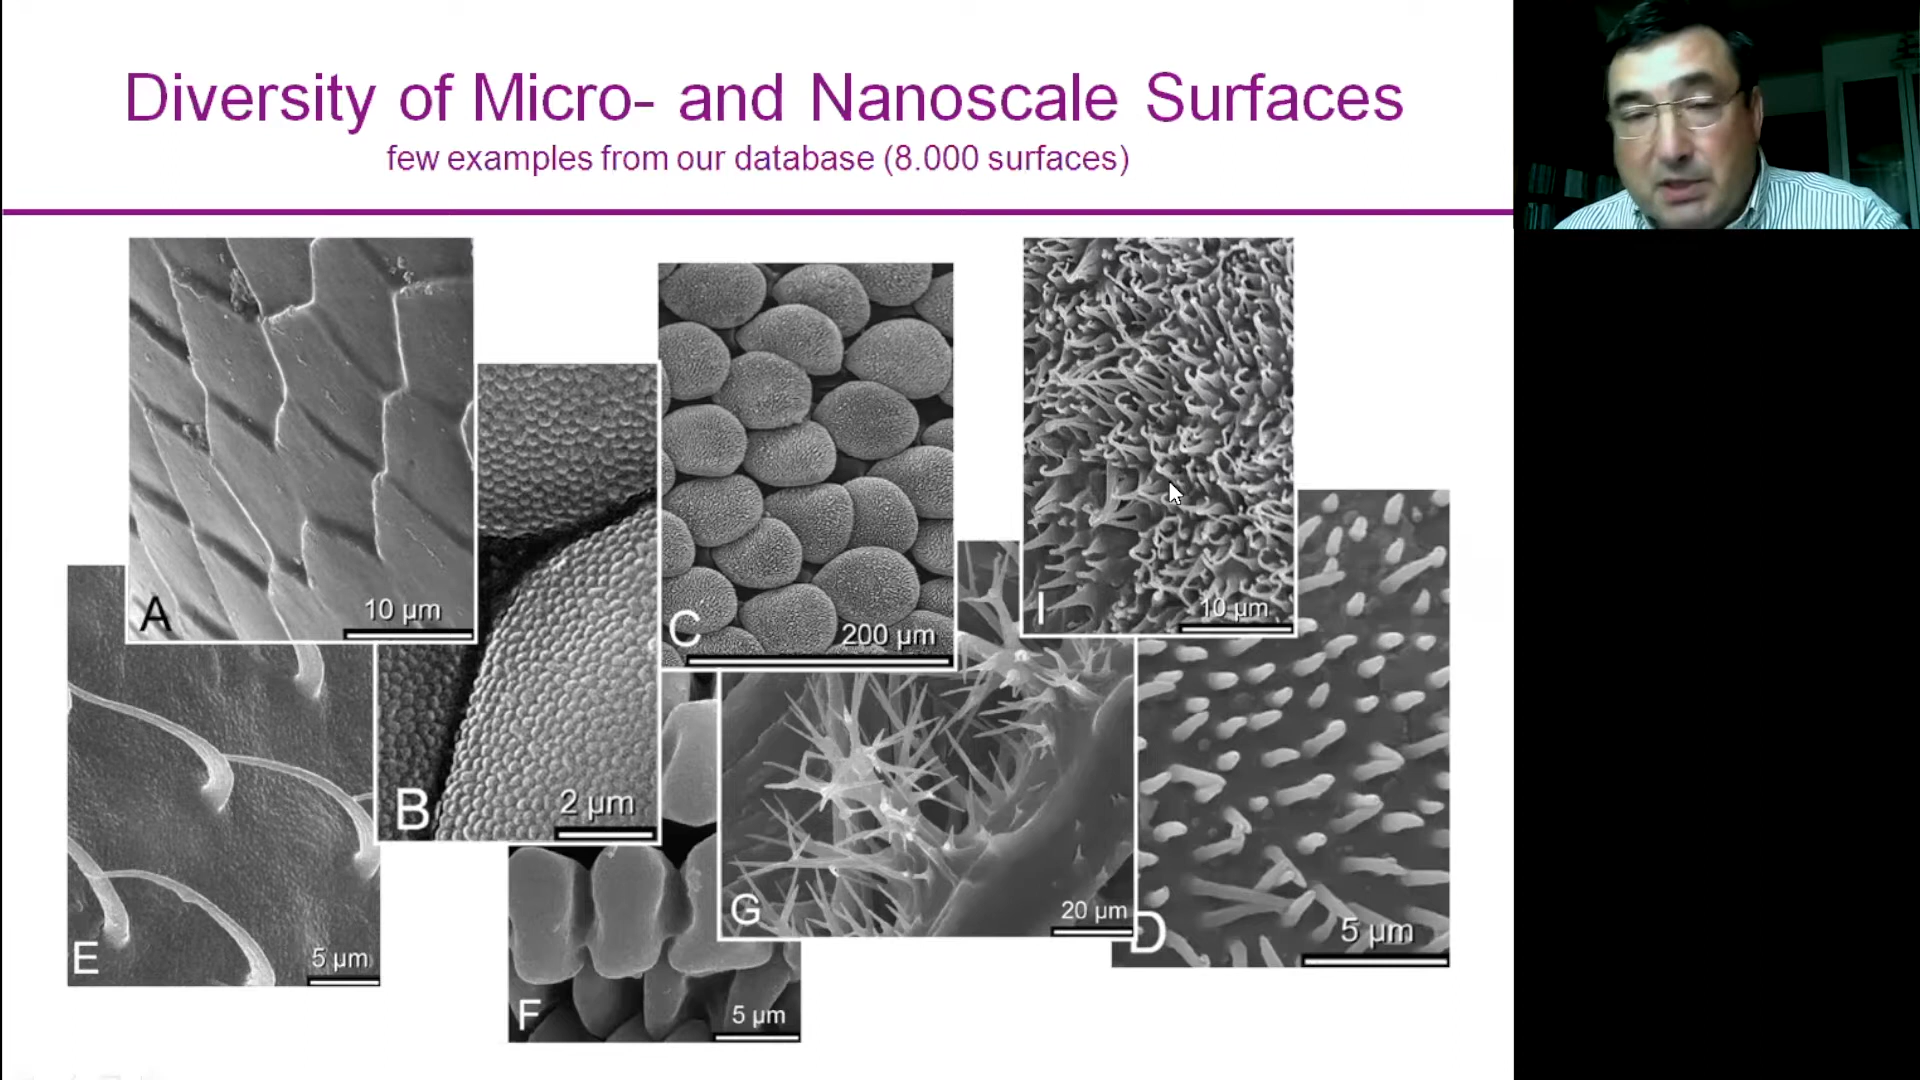 Diversity of Micro- and Nanoscale Surfaces
few examples from our database (8.000 surfaces)
A
10 µm
B
2 µm
C
200 µm
I
10 µm
E
5 µm
F
5 µm
G
20 µm
D
5 µm